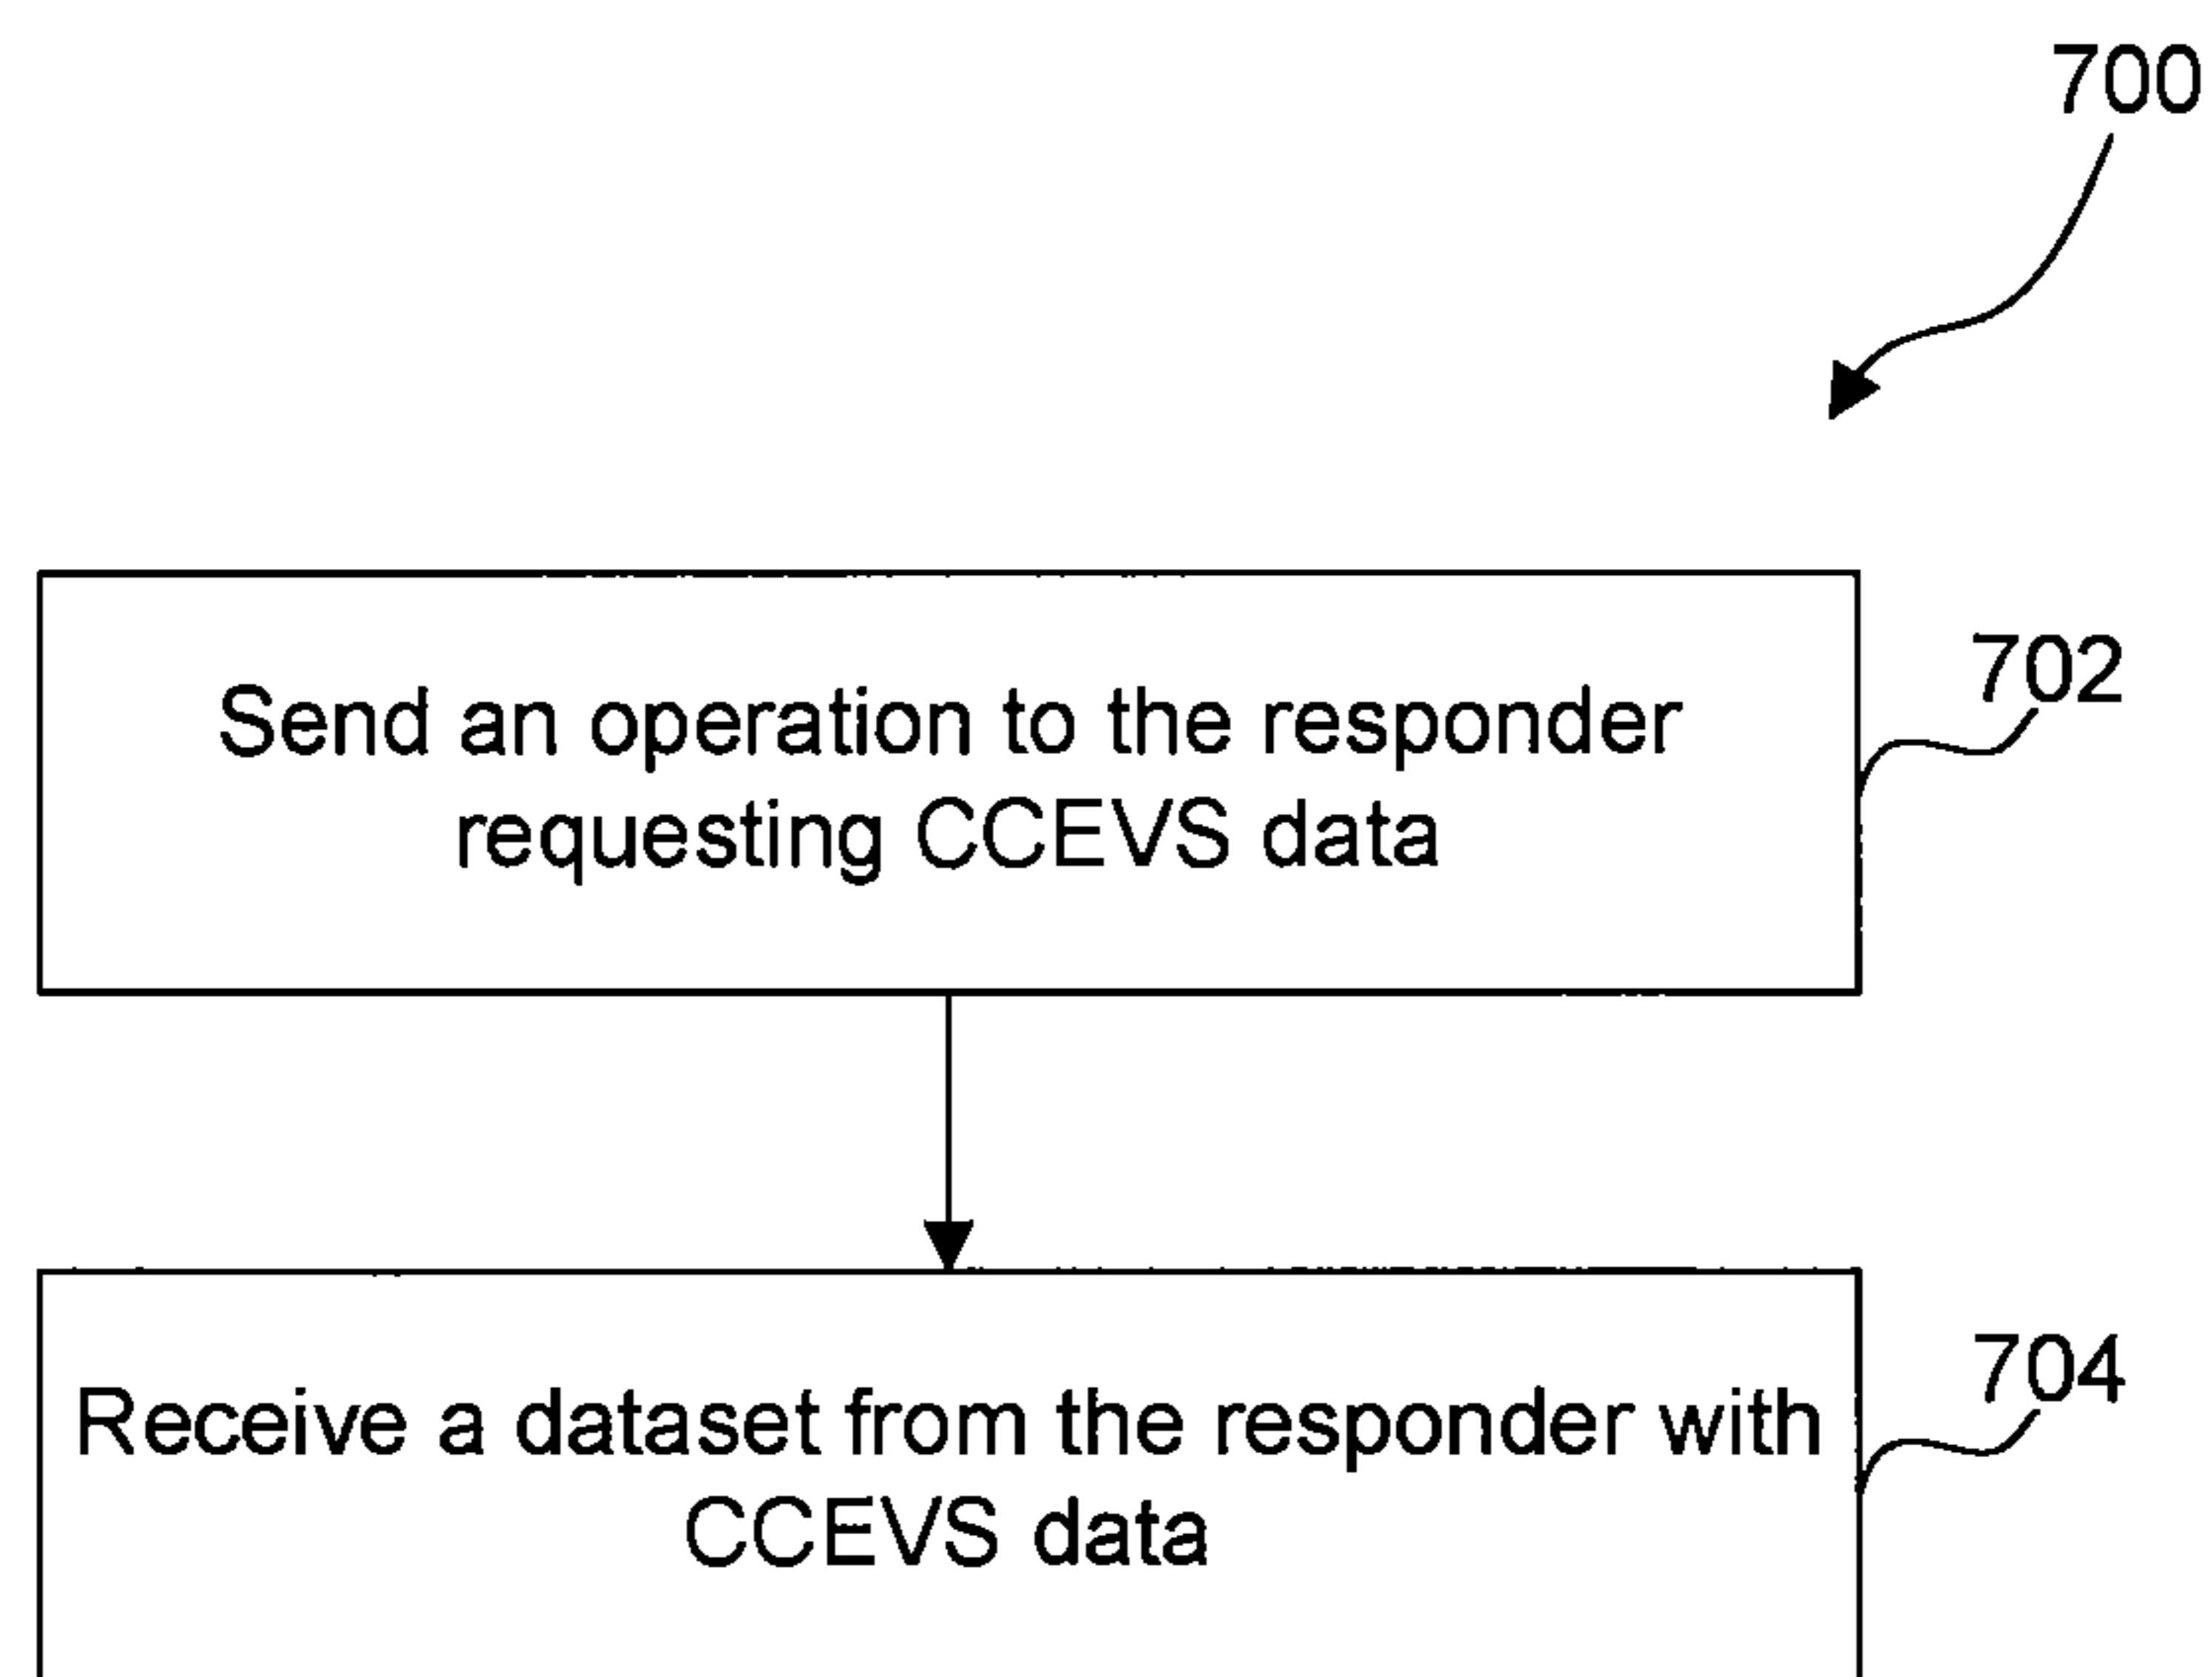 700
Send an operation to the responder
requesting CCEVS data
702
Receive a dataset from the responder with
CCEVS data
704